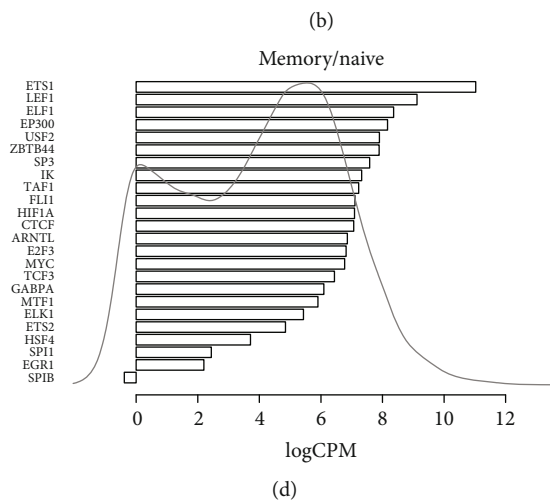 (b)
Memory/naive
ETS1
LEF1
ELF1
EP300
USF2
ZBTB44
SP3
IK
TAF1
FLI1
HIF1A
CTCF
ARNTL
E2F3
MYC
TCF3
GABPA
MTF1
ELK1
ETS2
HSF4
SPI1
EGR1
SPIB
0 2 4 6 8 10 12
logCPM
(d)